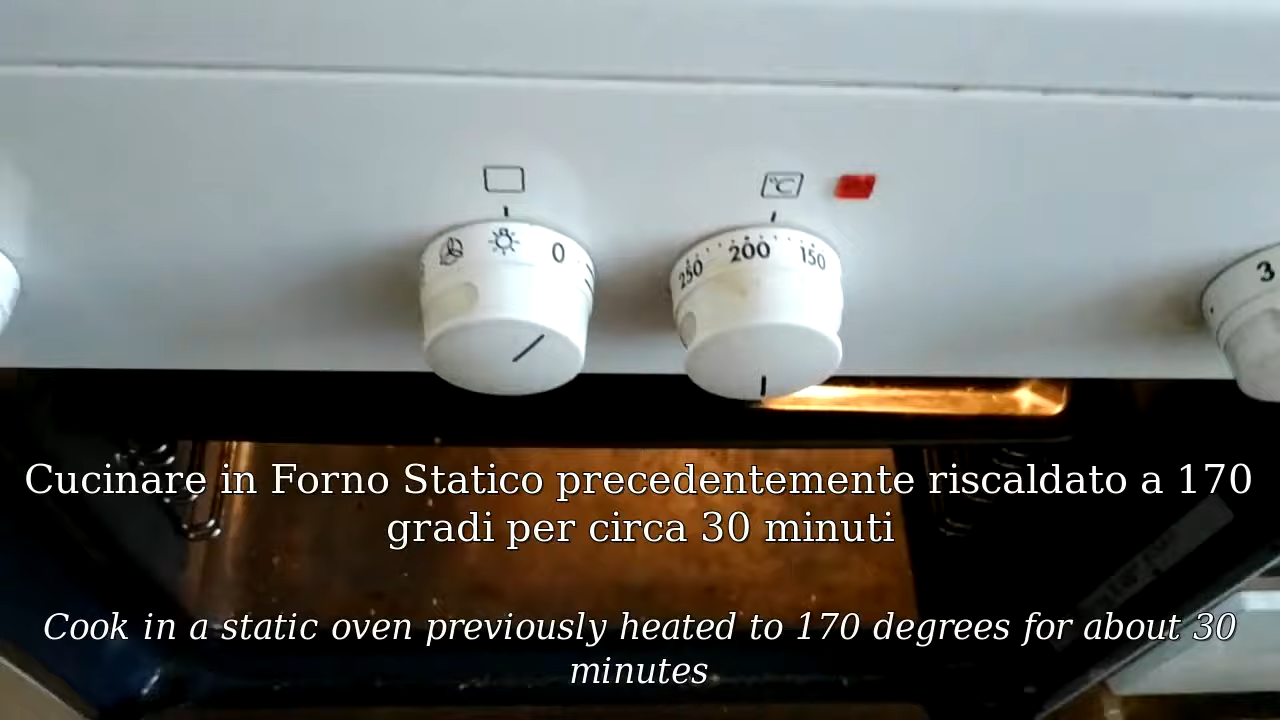 °C
0
250 200 150
3
Cucinare in Forno Statico precedentemente riscaldato a 170
gradi per circa 30 minuti
Cook in a static oven previously heated to 170 degrees for about 30
minutes